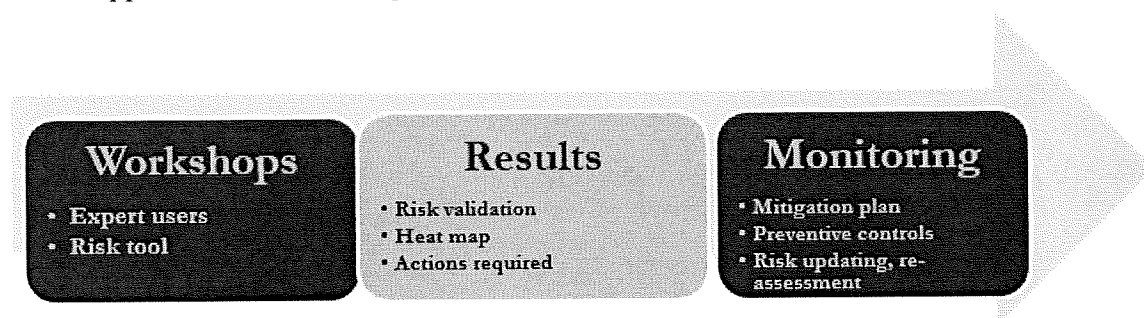 Workshops
• Expert users
• Risk tool
Results
• Risk validation
• Heat map
• Actions required
Monitoring
• Mitigation plan
• Preventive controls
• Risk updating, re-
assessment